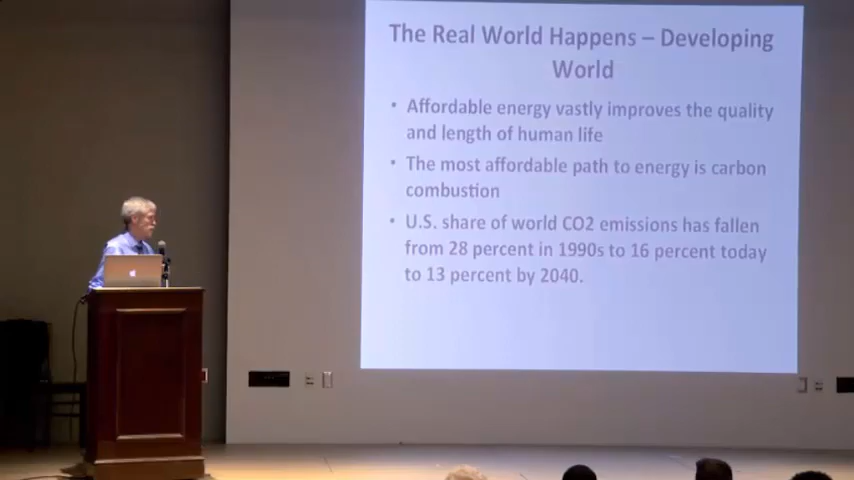 The Real World Happens – Developing
World
• Affordable energy vastly improves the quality
and length of human life
• The most affordable path to energy is carbon
combustion
• U.S. share of world CO2 emissions has fallen
from 28 percent in 1990s to 16 percent today
to 13 percent by 2040.